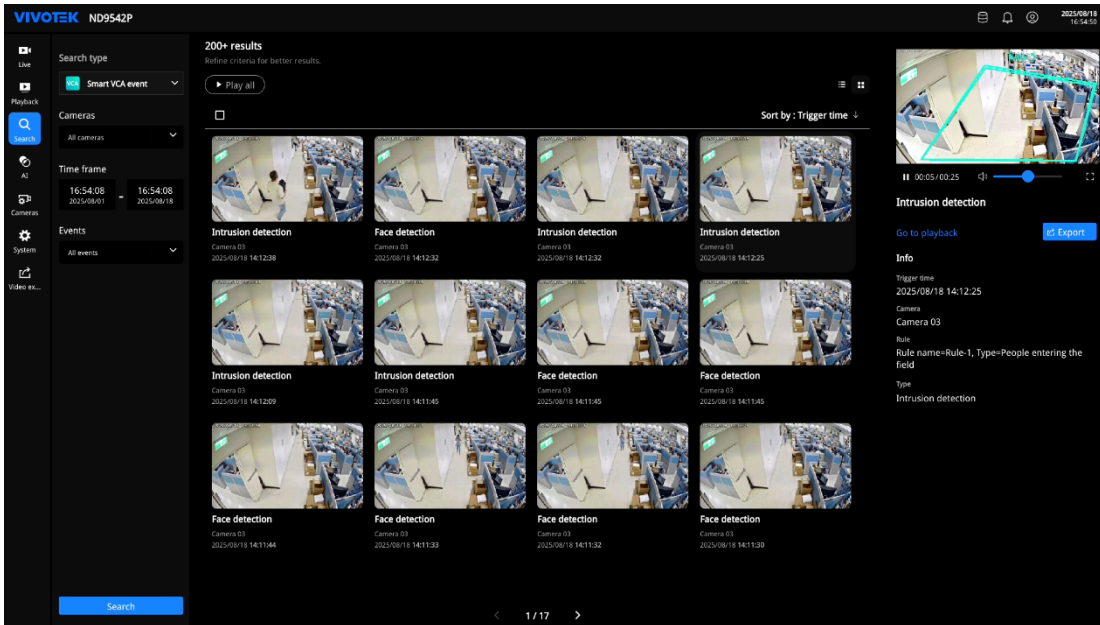 VIVOTEK ND9542P
2025/08/18
16:54:50
Live
Playback
Search
AI
Cameras
System
Video ex...
Search type
VCA Smart VCA event
Cameras
All cameras
Time frame
16:54:08 - 16:54:08
2025/08/01 2025/08/18
Events
All events
Search
200+ results
Refine criteria for better results.
Play all
Sort by : Trigger time ↓
Intrusion detection
Camera 03
2025/08/18 14:12:38
Face detection
Camera 03
2025/08/18 14:12:32
Intrusion detection
Camera 03
2025/08/18 14:12:32
Intrusion detection
Camera 03
2025/08/18 14:12:25
Intrusion detection
Camera 03
2025/08/18 14:12:09
Intrusion detection
Camera 03
2025/08/18 14:11:45
Face detection
Camera 03
2025/08/18 14:11:45
Face detection
Camera 03
2025/08/18 14:11:45
Face detection
Camera 03
2025/08/18 14:11:44
Face detection
Camera 03
2025/08/18 14:11:33
Face detection
Camera 03
2025/08/18 14:11:32
Face detection
Camera 03
2025/08/18 14:11:30
1 / 17
00:05/00:25
Intrusion detection
Go to playback
Export
Info
Trigger time
2025/08/18 14:12:25
Camera
Camera 03
Rule
Rule name=Rule-1, Type=People entering the
field
Type
Intrusion detection